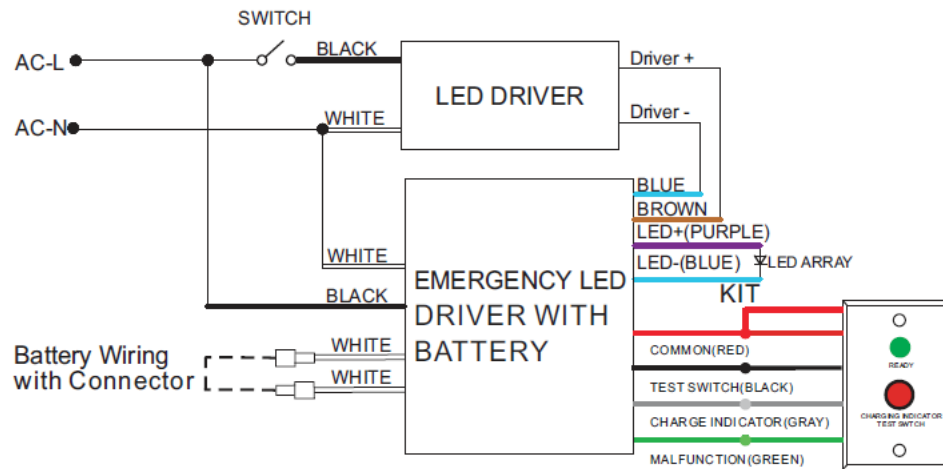 SWITCH
AC-L
BLACK
Driver +
LED DRIVER
AC-N
WHITE
Driver -
BLUE
BROWN
LED+(PURPLE)
WHITE
LED-(BLUE)
LED ARRAY
EMERGENCY LED
DRIVER WITH
BATTERY
BLACK
KIT
Battery Wiring
with Connector
WHITE
WHITE
COMMON(RED)
TEST SWITCH(BLACK)
CHARGE INDICATOR(GRAY)
MALFUNCTION(GREEN)
READY
CHARGING INDICATOR
TEST SWTCH